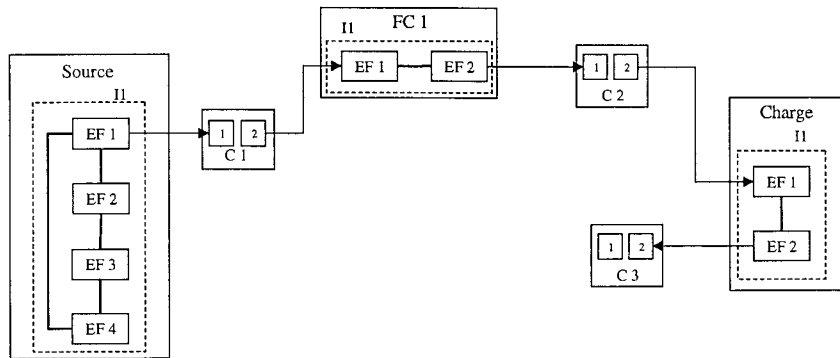 Source
I1
EF 1
EF 2
EF 3
EF 4
1 2
C 1
FC 1
I1
EF 1 EF 2
1 2
C 2
Charge
I1
EF 1
EF 2
1 2
C 3